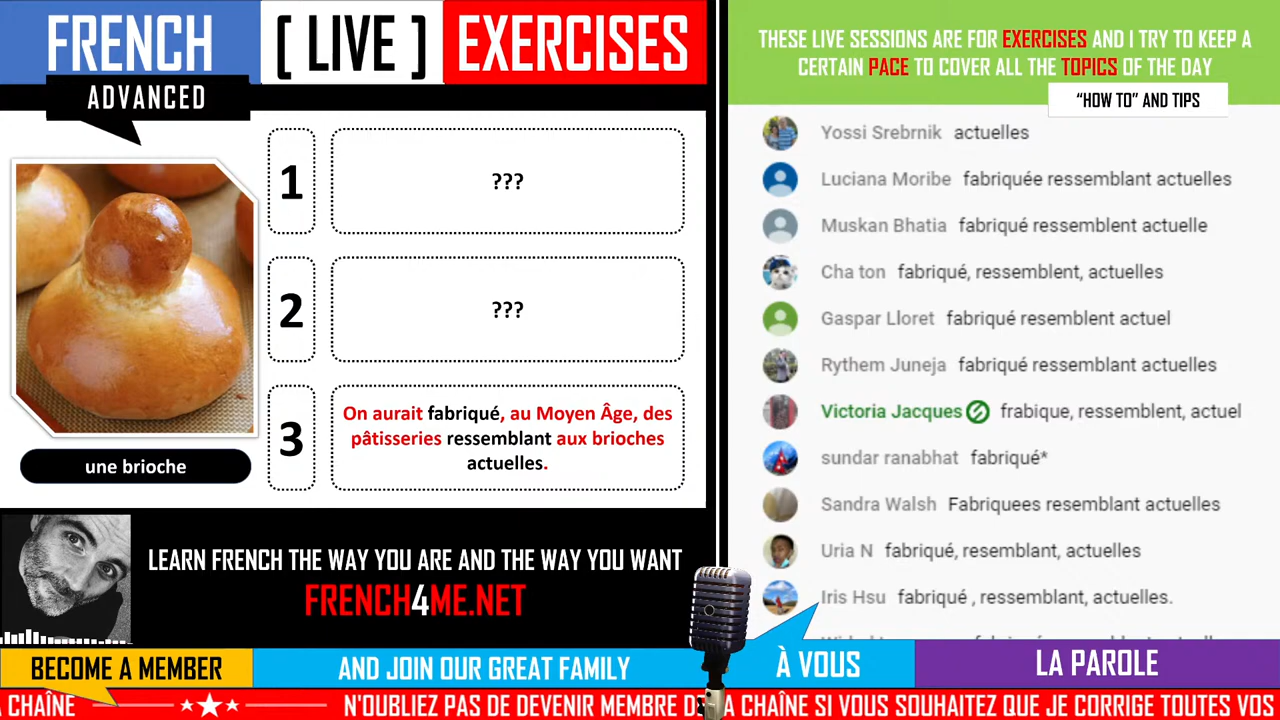 FRENCH [ LIVE ] EXERCISES
ADVANCED
1
???
2
???
3
On aurait fabriqué, au Moyen Âge, des
pâtisseries ressemblant aux brioches
actuelles.
une brioche
LEARN FRENCH THE WAY YOU ARE AND THE WAY YOU WANT
FRENCH4ME.NET
THESE LIVE SESSIONS ARE FOR EXERCISES AND I TRY TO KEEP A
CERTAIN PACE TO COVER ALL THE TOPICS OF THE DAY
“HOW TO” AND TIPS
Yossi Srebrnik actuelles
Luciana Moribe fabriquée ressemblant actuelles
Muskan Bhatia fabriqué ressemblent actuelle
Cha ton fabriqué, ressemblent, actuelles
Gaspar Lloret fabriqué resemblent actuel
Rythem Juneja fabriqué ressemblant actuelles
Victoria Jacques frabique, ressemblent, actuel
sundar ranabhat fabriqué*
Sandra Walsh Fabriquees resemblant actuelles
Uria N fabriqué, resemblant, actuelles
Iris Hsu fabriqué , ressemblant, actuelles.
BECOME A MEMBER AND JOIN OUR GREAT FAMILY À VOUS LA PAROLE
A CHAÎNE N'OUBLIEZ PAS DE DEVENIR MEMBRE DE LA CHAÎNE SI VOUS SOUHAITEZ QUE JE CORRIGE TOUTES VOS